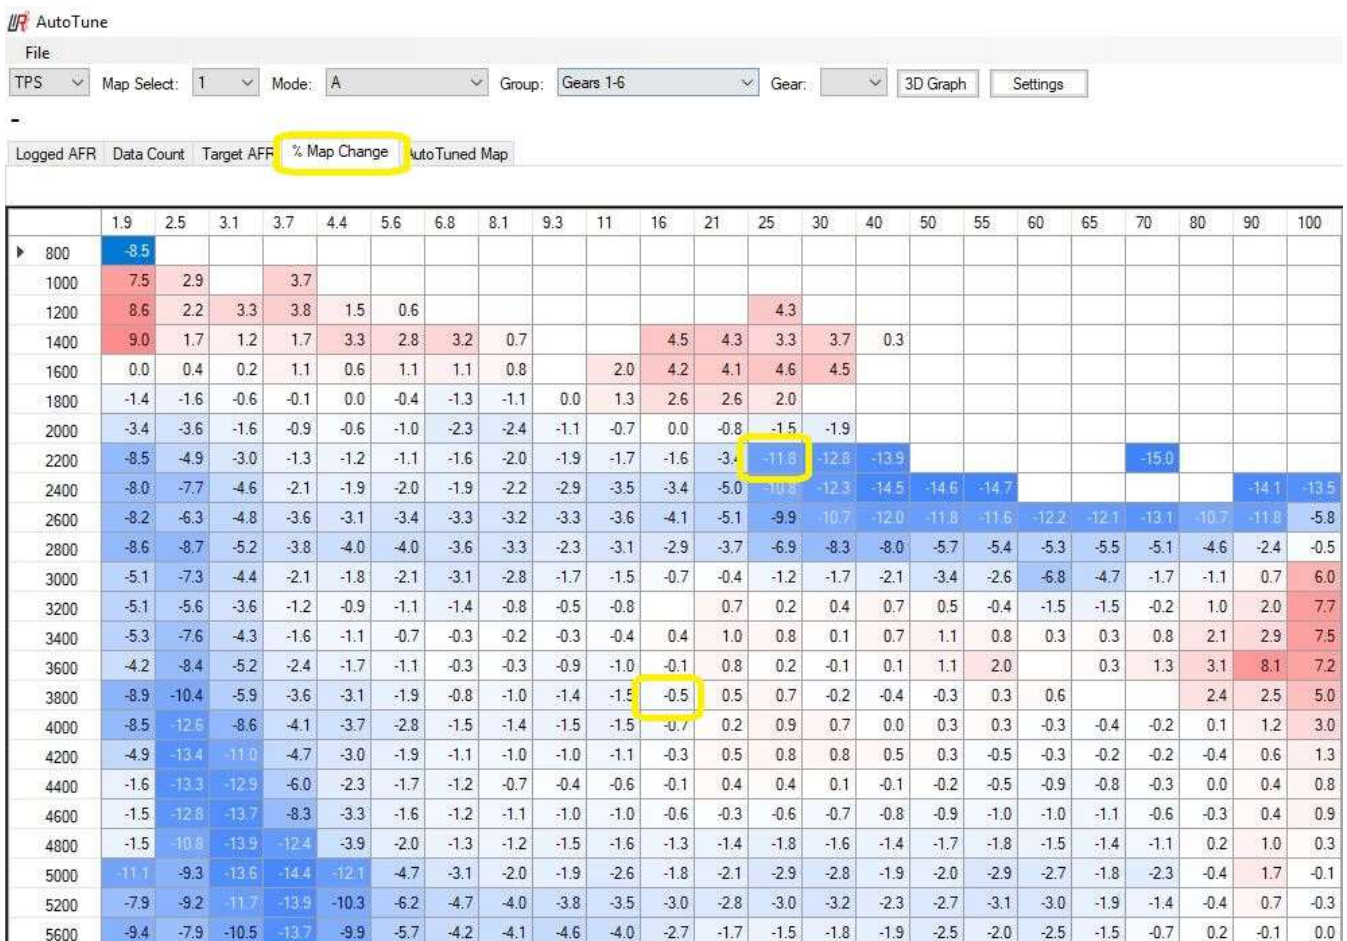 AutoTune
File
TPS Map Select: 1 Mode: A Group: Gears 1-6 Gear: 3D Graph Settings
-
Logged AFR Data Count Target AFR % Map Change AutoTuned Map
1.9 2.5 3.1 3.7 4.4 5.6 6.8 8.1 9.3 11 16 21 25 30 40 50 55 60 65 70 80 90 100
800 -8.5
1000 7.5 2.9 3.7
1200 8.6 2.2 3.3 3.8 1.5 0.6 4.3
1400 9.0 1.7 1.2 1.7 3.3 2.8 3.2 0.7 4.5 4.3 3.3 3.7 0.3
1600 0.0 0.4 0.2 1.1 0.6 1.1 1.1 0.8 2.0 4.2 4.1 4.6 4.5
1800 -1.4 -1.6 -0.6 -0.1 0.0 -0.4 -1.3 -1.1 0.0 1.3 2.6 2.6 2.0
2000 -3.4 -3.6 -1.6 -0.9 -0.6 -1.0 -2.3 -2.4 -1.1 -0.7 0.0 -0.8 -1.5 -1.9
2200 -8.5 -4.9 -3.0 -1.3 -1.2 -1.1 -1.6 -2.0 -1.9 -1.7 -1.6 -3.4 -11.8 -12.8 -13.9 -15.0
2400 -8.0 -7.7 -4.6 -2.1 -1.9 -2.0 -1.9 -2.2 -2.9 -3.5 -3.4 -5.0 -10.8 -12.3 -14.5 -14.6 -14.7 -14.1 -13.5
2600 -8.2 -6.3 -4.8 -3.6 -3.1 -3.4 -3.3 -3.2 -3.3 -3.6 -4.1 -5.1 -9.9 -10.7 -12.0 -11.8 -11.6 -12.2 -12.1 -13.1 -10.7 -11.8 -5.8
2800 -8.6 -8.7 -5.2 -3.8 -4.0 -4.0 -3.6 -3.3 -2.3 -3.1 -2.9 -3.7 -6.9 -8.3 -8.0 -5.7 -5.4 -5.3 -5.5 -5.1 -4.6 -2.4 -0.5
3000 -5.1 -7.3 -4.4 -2.1 -1.8 -2.1 -3.1 -2.8 -1.7 -1.5 -0.7 -0.4 -1.2 -1.7 -2.1 -3.4 -2.6 -6.8 -4.7 -1.7 -1.1 0.7 6.0
3200 -5.1 -5.6 -3.6 -1.2 -0.9 -1.1 -1.4 -0.8 -0.5 -0.8 0.7 0.2 0.4 0.7 0.5 -0.4 -1.5 -1.5 -0.2 1.0 2.0 7.7
3400 -5.3 -7.6 -4.3 -1.6 -1.1 -0.7 -0.3 -0.2 -0.3 -0.4 0.4 1.0 0.8 0.1 0.7 1.1 0.8 0.3 0.3 0.8 2.1 2.9 7.5
3600 -4.2 -8.4 -5.2 -2.4 -1.7 -1.1 -0.3 -0.3 -0.9 -1.0 -0.1 0.8 0.2 -0.1 0.1 1.1 2.0 0.3 1.3 3.1 8.1 7.2
3800 -8.9 -10.4 -5.9 -3.6 -3.1 -1.9 -0.8 -1.0 -1.4 -1.5 -0.5 0.5 0.7 -0.2 -0.4 -0.3 0.3 0.6 2.4 2.5 5.0
4000 -8.5 -12.6 -8.6 -4.1 -3.7 -2.8 -1.5 -1.4 -1.5 -1.5 -0.7 0.2 0.9 0.7 0.0 0.3 0.3 -0.3 -0.4 -0.2 0.1 1.2 3.0
4200 -4.9 -13.4 -11.0 -4.7 -3.0 -1.9 -1.1 -1.0 -1.0 -1.1 -0.3 0.5 0.8 0.8 0.5 0.3 -0.5 -0.3 -0.2 -0.2 -0.4 0.6 1.3
4400 -1.6 -13.3 -12.9 -6.0 -2.3 -1.7 -1.2 -0.7 -0.4 -0.6 -0.1 0.4 0.4 0.1 -0.1 -0.2 -0.5 -0.9 -0.8 -0.3 0.0 0.4 0.8
4600 -1.5 -12.8 -13.7 -8.3 -3.3 -1.6 -1.2 -1.1 -1.0 -1.0 -0.6 -0.3 -0.6 -0.7 -0.8 -0.9 -1.0 -1.0 -1.1 -0.6 -0.3 0.4 0.9
4800 -1.5 -10.8 -13.9 -12.4 -3.9 -2.0 -1.3 -1.2 -1.5 -1.6 -1.3 -1.4 -1.8 -1.6 -1.4 -1.7 -1.8 -1.5 -1.4 -1.1 0.2 1.0 0.3
5000 -11.1 -9.3 -13.6 -14.4 -12.1 -4.7 -3.1 -2.0 -1.9 -2.6 -1.8 -2.1 -2.9 -2.8 -1.9 -2.0 -2.9 -2.7 -1.8 -2.3 -0.4 1.7 -0.1
5200 -7.9 -9.2 -11.7 -13.9 -10.3 -6.2 -4.7 -4.0 -3.8 -3.5 -3.0 -2.8 -3.0 -3.2 -2.3 -2.7 -3.1 -3.0 -1.9 -1.4 -0.4 0.7 -0.3
5600 -9.4 -7.9 -10.5 -13.7 -9.9 -5.7 -4.2 -4.1 -4.6 -4.0 -2.7 -1.7 -1.5 -1.8 -1.9 -2.5 -2.0 -2.5 -1.5 -0.7 0.2 -0.1 0.0